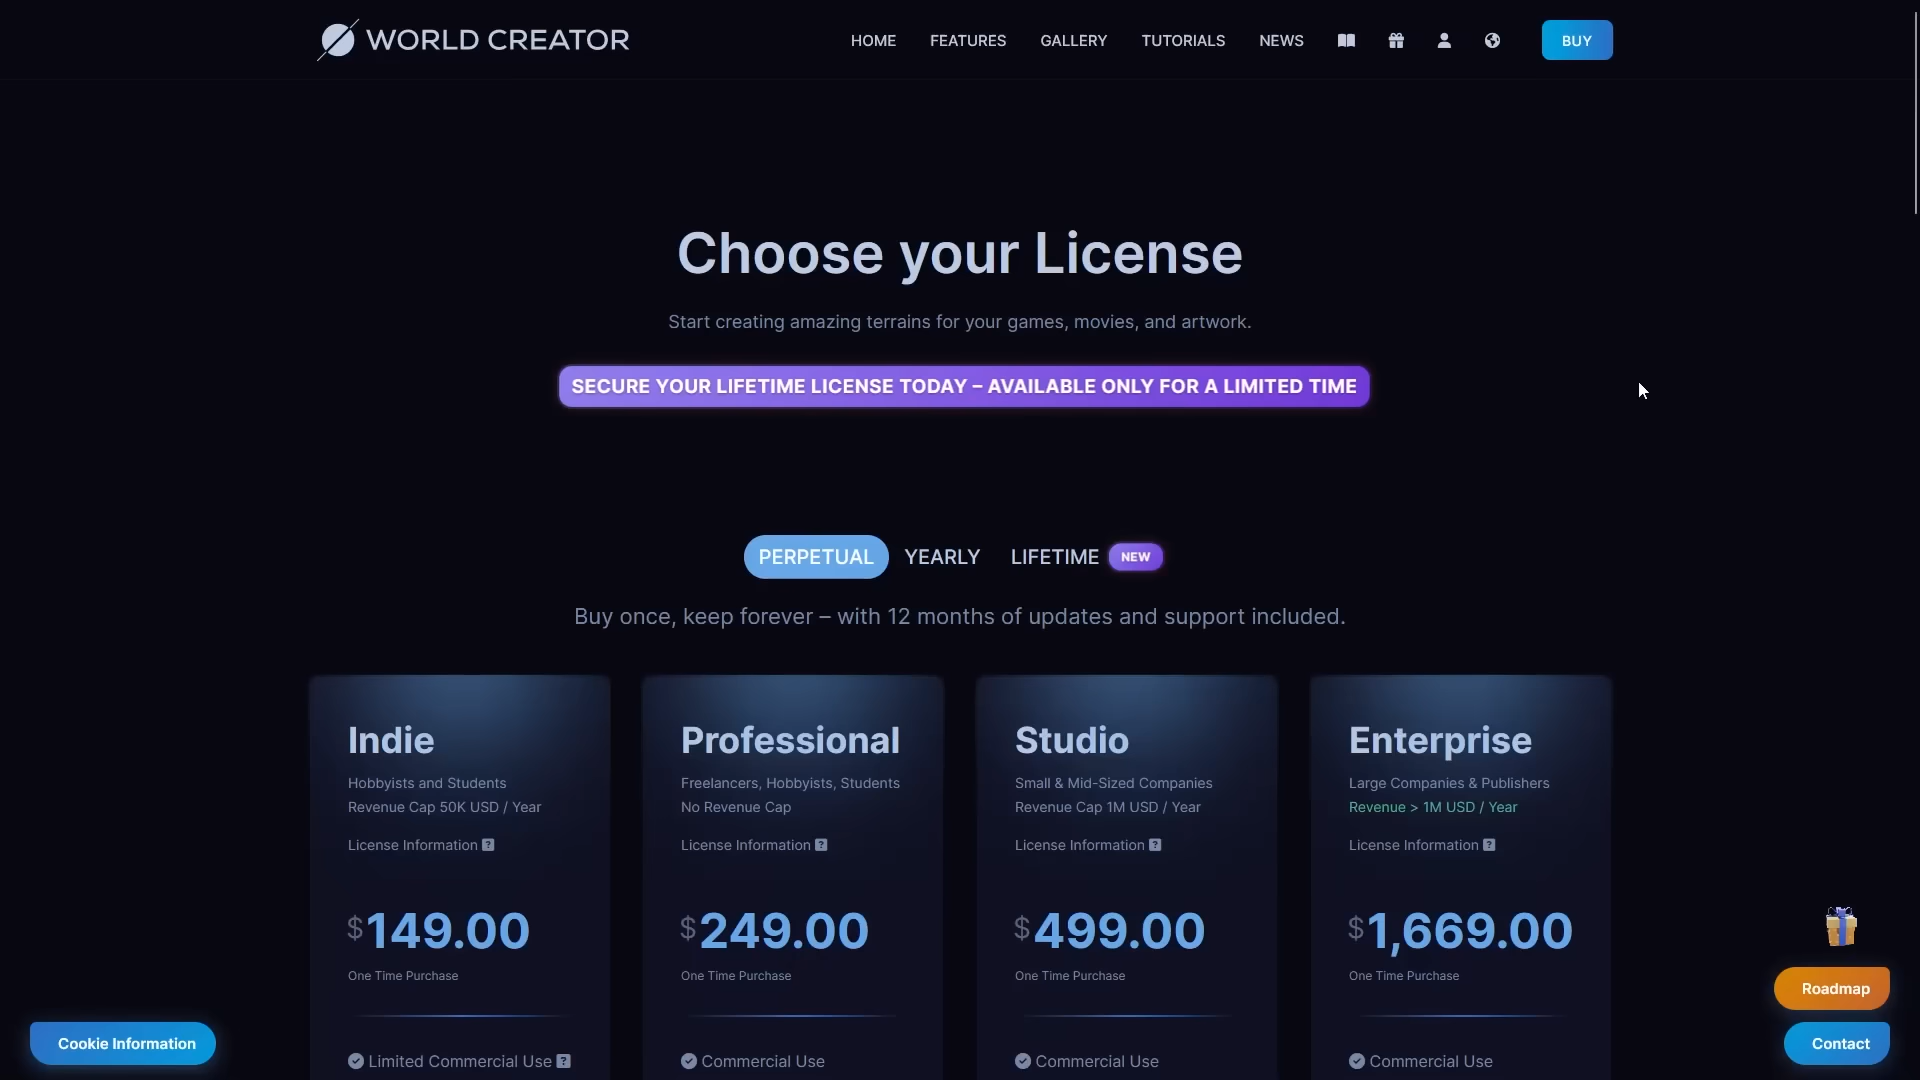 WORLD CREATOR
HOME
FEATURES
GALLERY
TUTORIALS
NEWS
BUY
Choose your License
Start creating amazing terrains for your games, movies, and artwork.
SECURE YOUR LIFETIME LICENSE TODAY – AVAILABLE ONLY FOR A LIMITED TIME
PERPETUAL
YEARLY
LIFETIME
NEW
Buy once, keep forever – with 12 months of updates and support included.
Indie
Hobbyists and Students
Revenue Cap 50K USD / Year
License Information ?
$149.00
One Time Purchase
Limited Commercial Use ?
Professional
Freelancers, Hobbyists, Students
No Revenue Cap
License Information ?
$249.00
One Time Purchase
Commercial Use
Studio
Small & Mid-Sized Companies
Revenue Cap 1M USD / Year
License Information ?
$499.00
One Time Purchase
Commercial Use
Enterprise
Large Companies & Publishers
Revenue > 1M USD / Year
License Information ?
$1,669.00
One Time Purchase
Commercial Use
Roadmap
Cookie Information
Contact